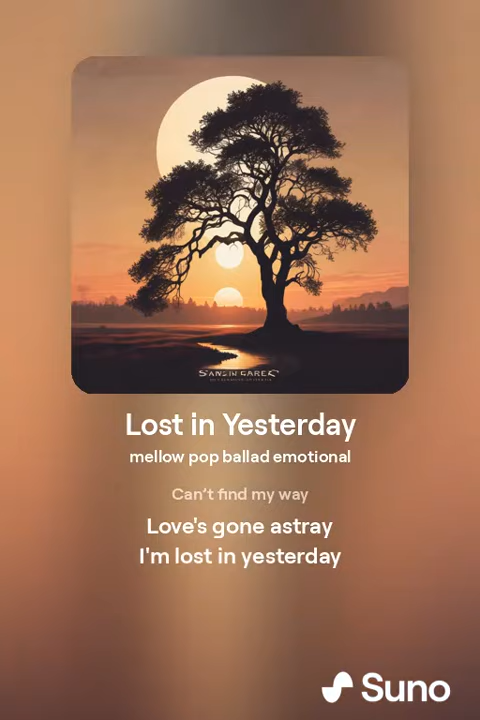 Lost in Yesterday
mellow pop ballad emotional
Can't find my way
Love's gone astray
I'm lost in yesterday
Suno